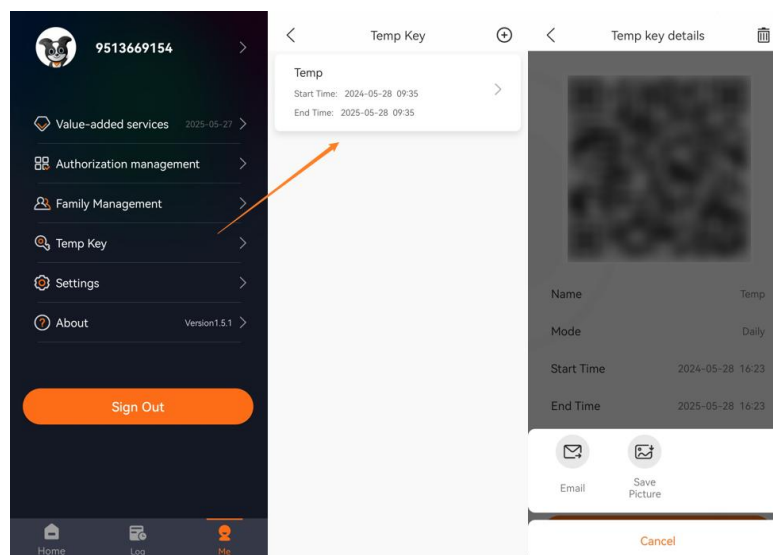 9513669154
Value-added services 2025-05-27
Authorization management
Family Management
Temp Key
Settings
About Version1.5.1
Sign Out
Home Log Me
Temp Key
Temp
Start Time: 2024-05-28 09:35
End Time: 2025-05-28 09:35
Temp key details
Name Temp
Mode Daily
Start Time 2024-05-28 16:23
End Time 2025-05-28 16:23
Email
Save
Picture
Cancel